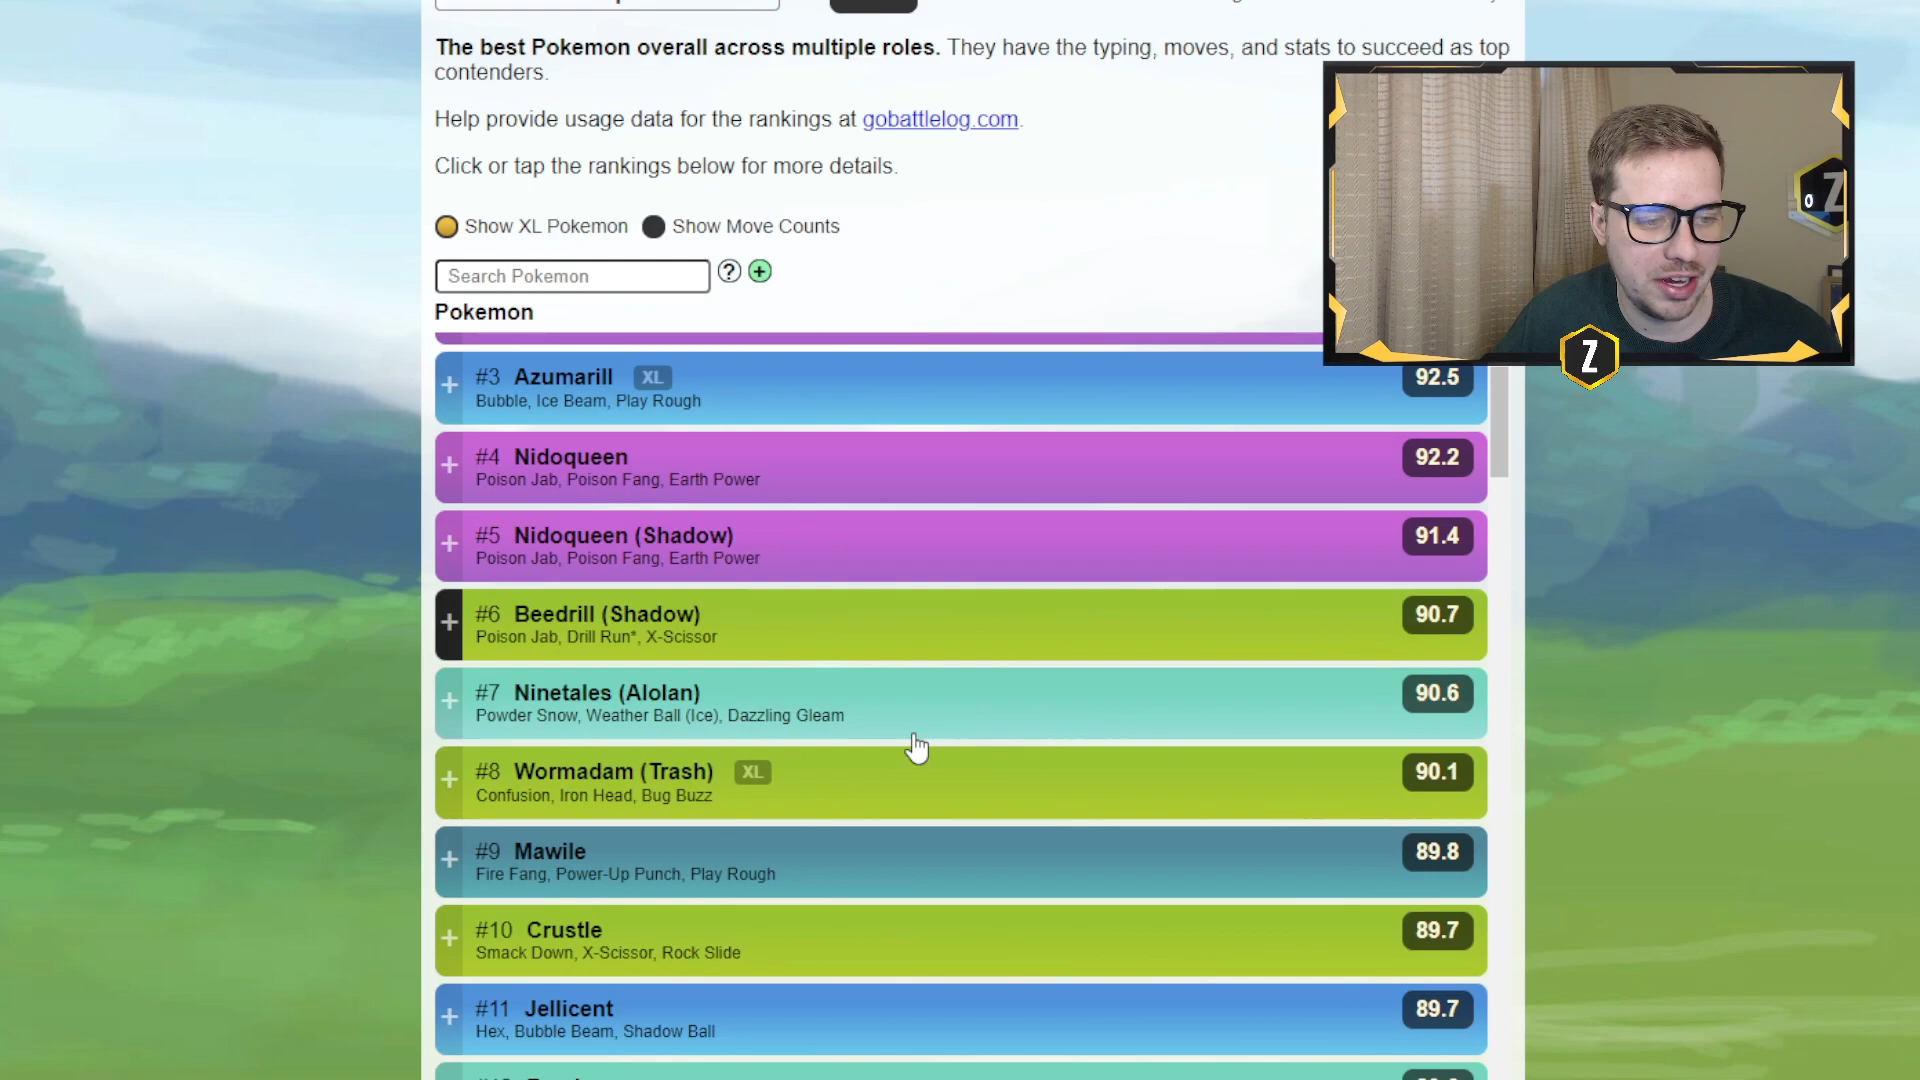 The best Pokemon overall across multiple roles. They have the typing, moves, and stats to succeed as top
contenders.
Help provide usage data for the rankings at gobattlelog.com.
Click or tap the rankings below for more details.
Show XL Pokemon Show Move Counts
Search Pokemon ? +
Pokemon
Z
0 Z
+ #3 Azumarill XL 92.5
Bubble, Ice Beam, Play Rough
+ #4 Nidoqueen 92.2
Poison Jab, Poison Fang, Earth Power
+ #5 Nidoqueen (Shadow) 91.4
Poison Jab, Poison Fang, Earth Power
+ #6 Beedrill (Shadow) 90.7
Poison Jab, Drill Run*, X-Scissor
+ #7 Ninetales (Alolan) 90.6
Powder Snow, Weather Ball (Ice), Dazzling Gleam
+ #8 Wormadam (Trash) XL 90.1
Confusion, Iron Head, Bug Buzz
+ #9 Mawile 89.8
Fire Fang, Power-Up Punch, Play Rough
+ #10 Crustle 89.7
Smack Down, X-Scissor, Rock Slide
+ #11 Jellicent 89.7
Hex, Bubble Beam, Shadow Ball